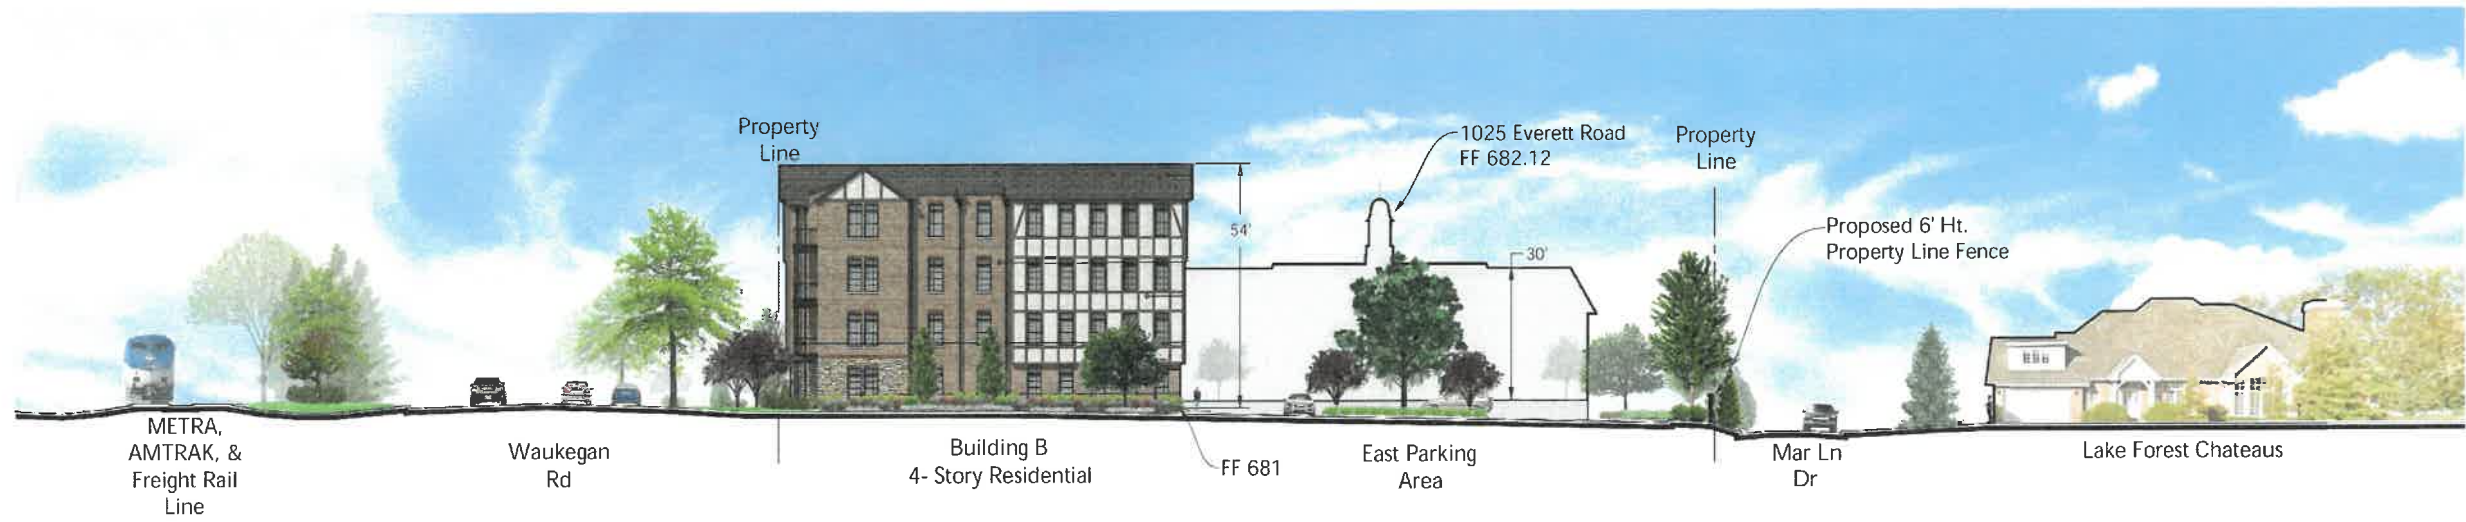 Property
Line
1025 Everett Road
FF 682.12
Property
Line
54'
30'
Proposed 6' Ht.
Property Line Fence
METRA,
AMTRAK, &
Freight Rail
Line
Waukegan
Rd
Building B
4- Story Residential
FF 681
East Parking
Area
Mar Ln
Dr
Lake Forest Chateaus